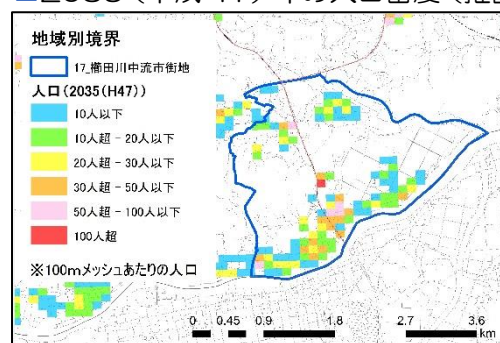 地域別境界
17_櫛田川中流市街地
人口(2035(H47))
10人以下
10人超 - 20人以下
20人超 - 30人以下
30人超 - 50人以下
50人超 - 100人以下
100人超
※100mメッシュあたりの人口
0 0.45 0.9 1.8 2.7 3.6
km